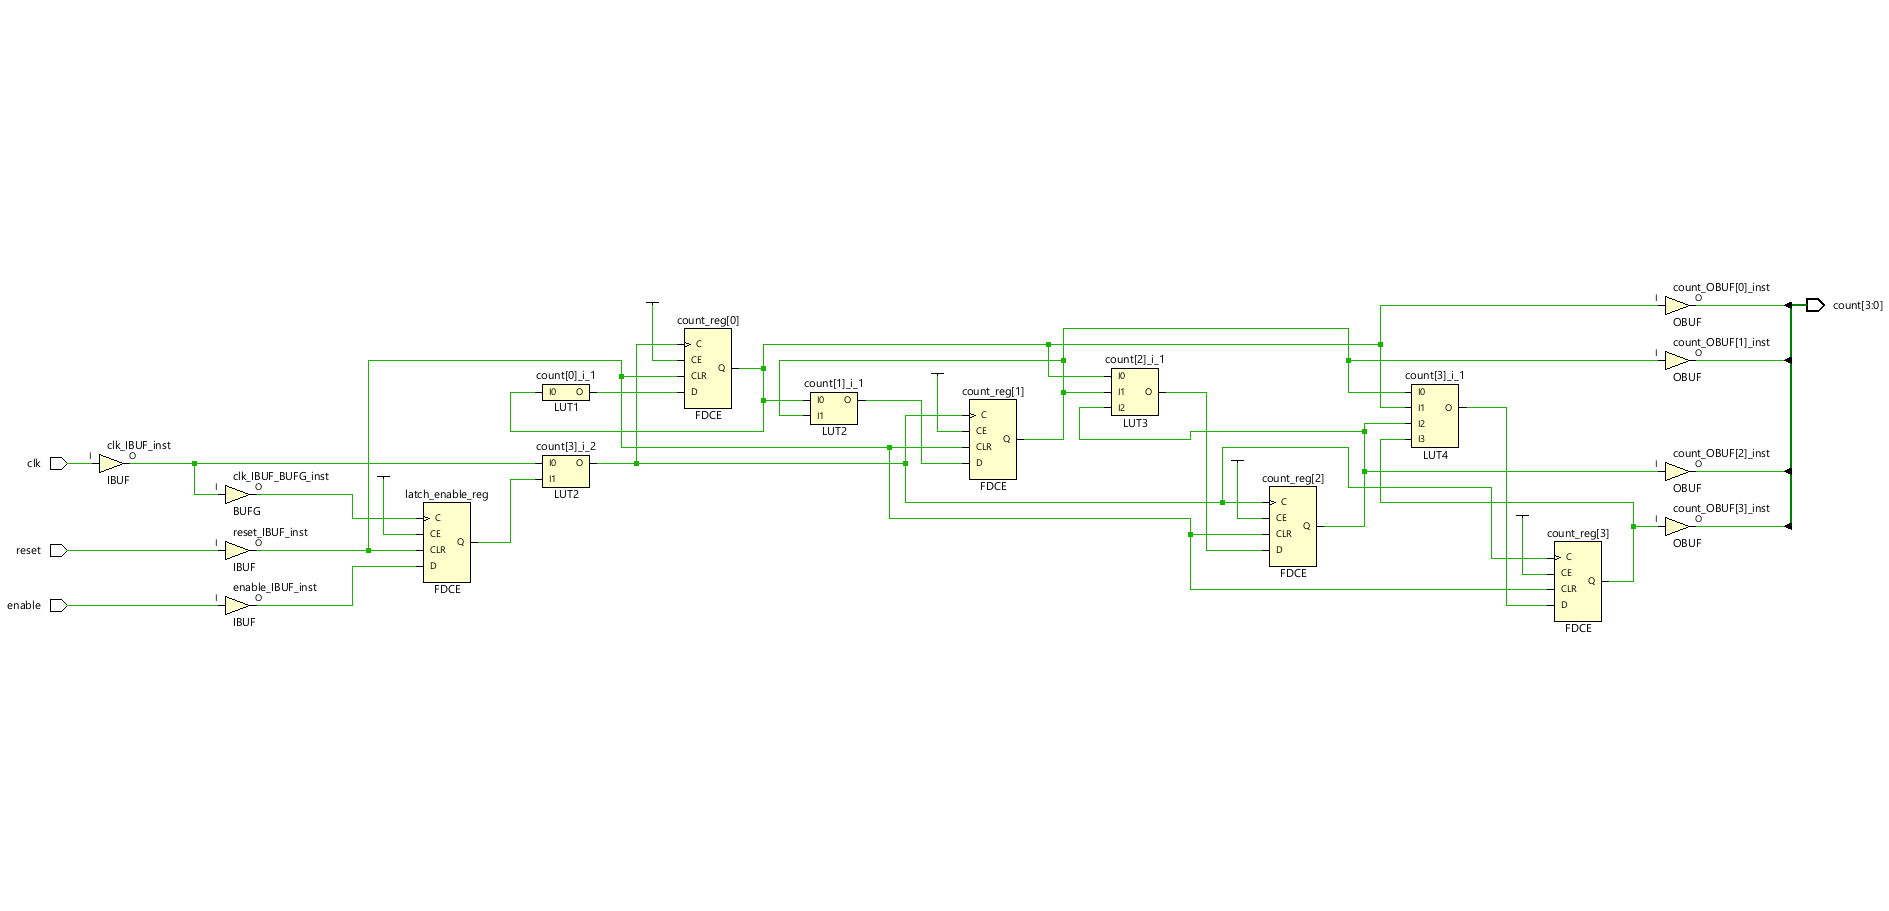 clk
I
clk_IBUF_inst
O
IBUF
I
clk_IBUF_BUFG_inst
O
BUFG
reset
I
reset_IBUF_inst
O
IBUF
enable
I
enable_IBUF_inst
O
IBUF
latch_enable_reg
C
CE
CLR
D
Q
FDCE
count[0]_i_1
I0 O
LUT1
count[3]_i_2
I0 O
I1
LUT2
count_reg[0]
C
CE
CLR
D
Q
FDCE
count[1]_i_1
I0 O
I1
LUT2
count_reg[1]
C
CE
CLR
D
Q
FDCE
count[2]_i_1
I0
I1
I2
O
LUT3
count_reg[2]
C
CE
CLR
D
Q
FDCE
count[3]_i_1
I0
I1
I2
I3
O
LUT4
count_reg[3]
C
CE
CLR
D
Q
FDCE
count_OBUF[0]_inst
I
O
OBUF
count_OBUF[1]_inst
I
O
OBUF
count_OBUF[2]_inst
I
O
OBUF
count_OBUF[3]_inst
I
O
OBUF
count[3:0]